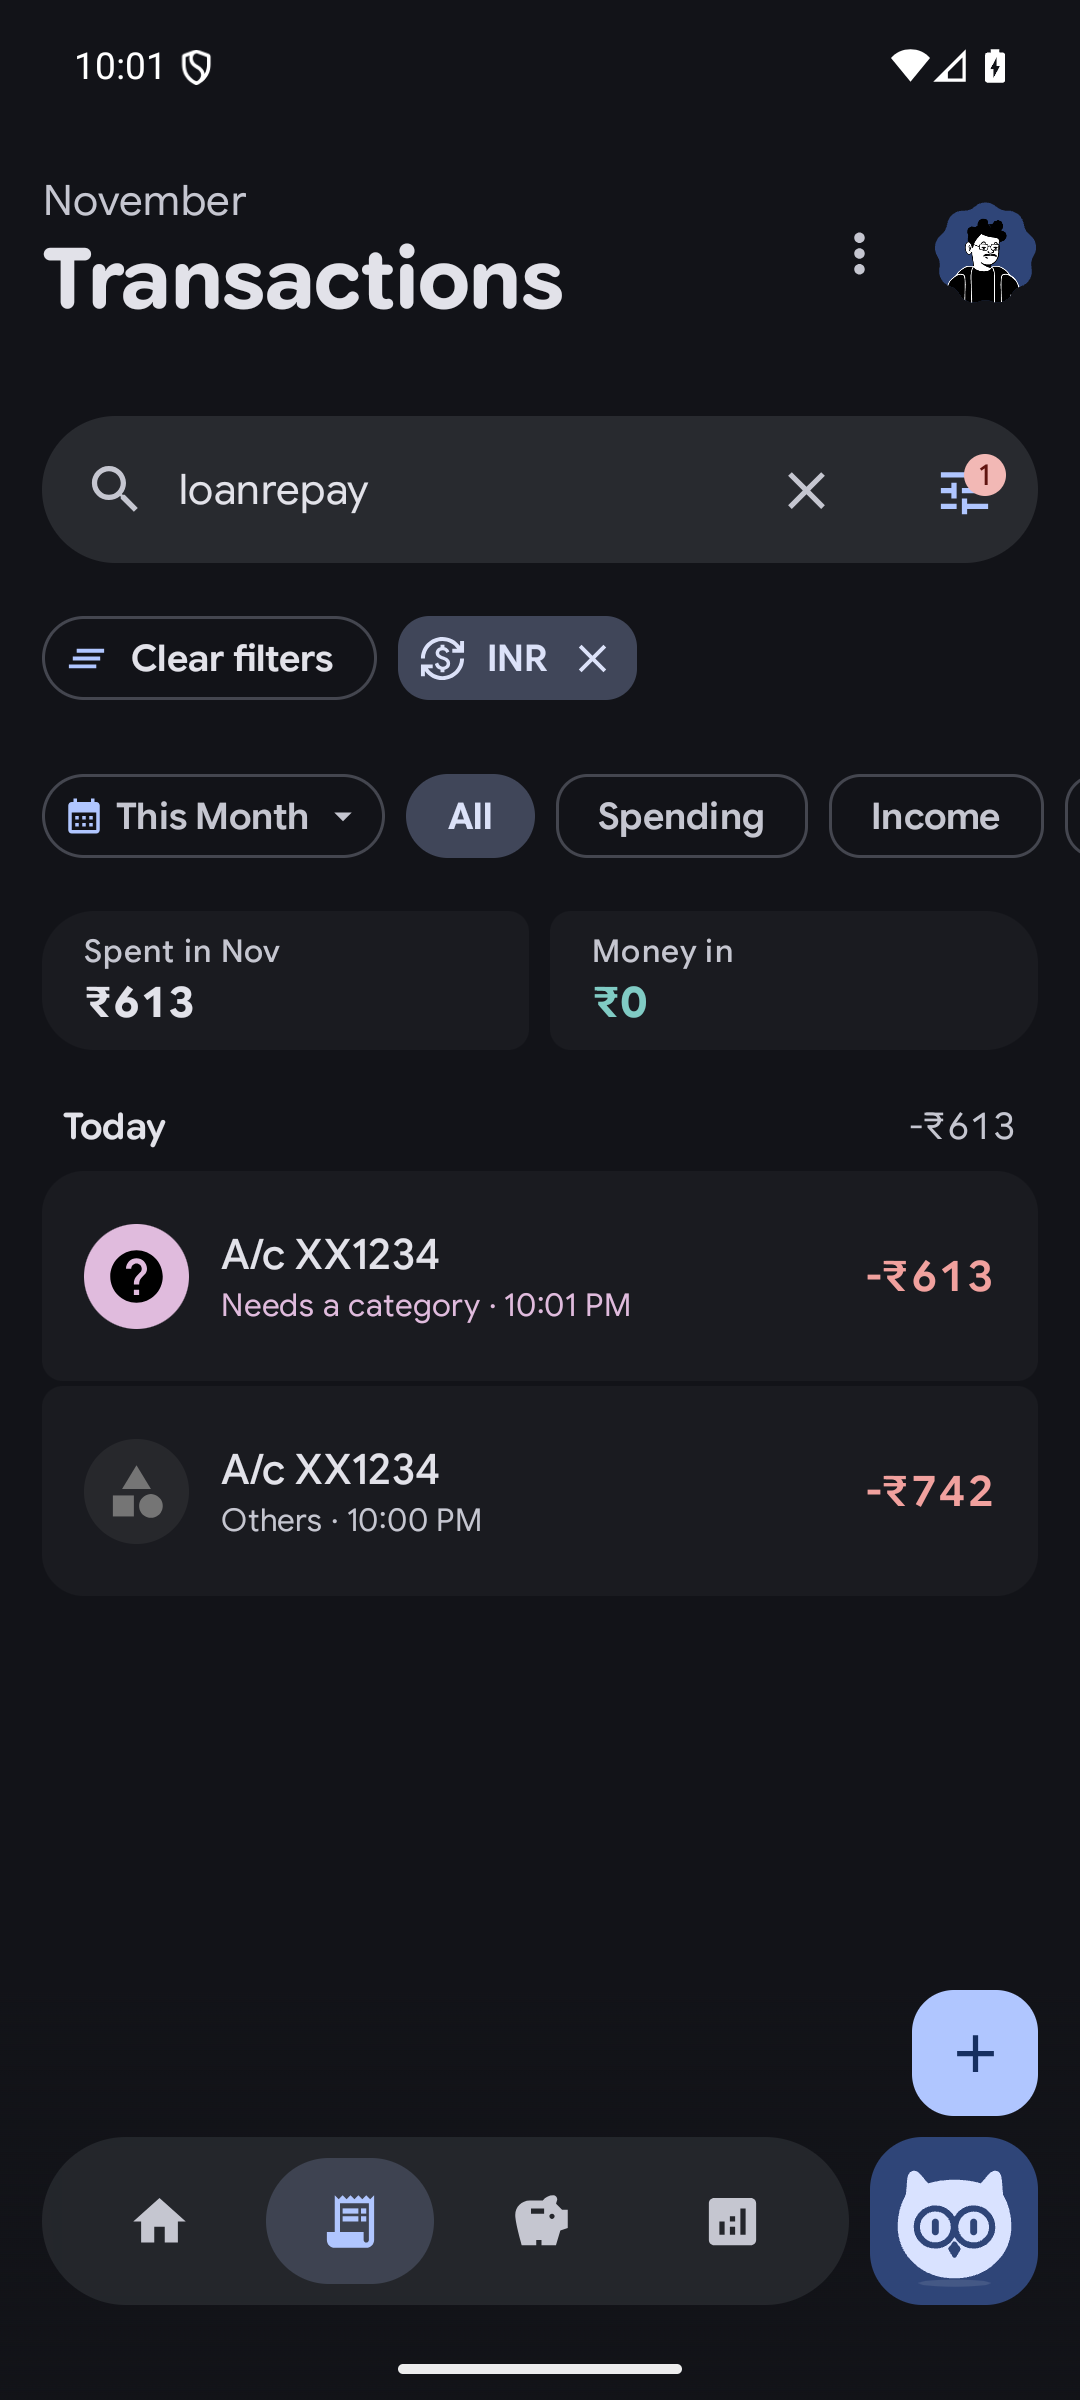 10:01
November
Transactions
loanrepay
1
Clear filters
INR
This Month
All
Spending
Income
Spent in Nov
₹613
Money in
₹0
Today
-₹613
A/c XX1234
Needs a category · 10:01 PM
-₹613
A/c XX1234
Others · 10:00 PM
-₹742